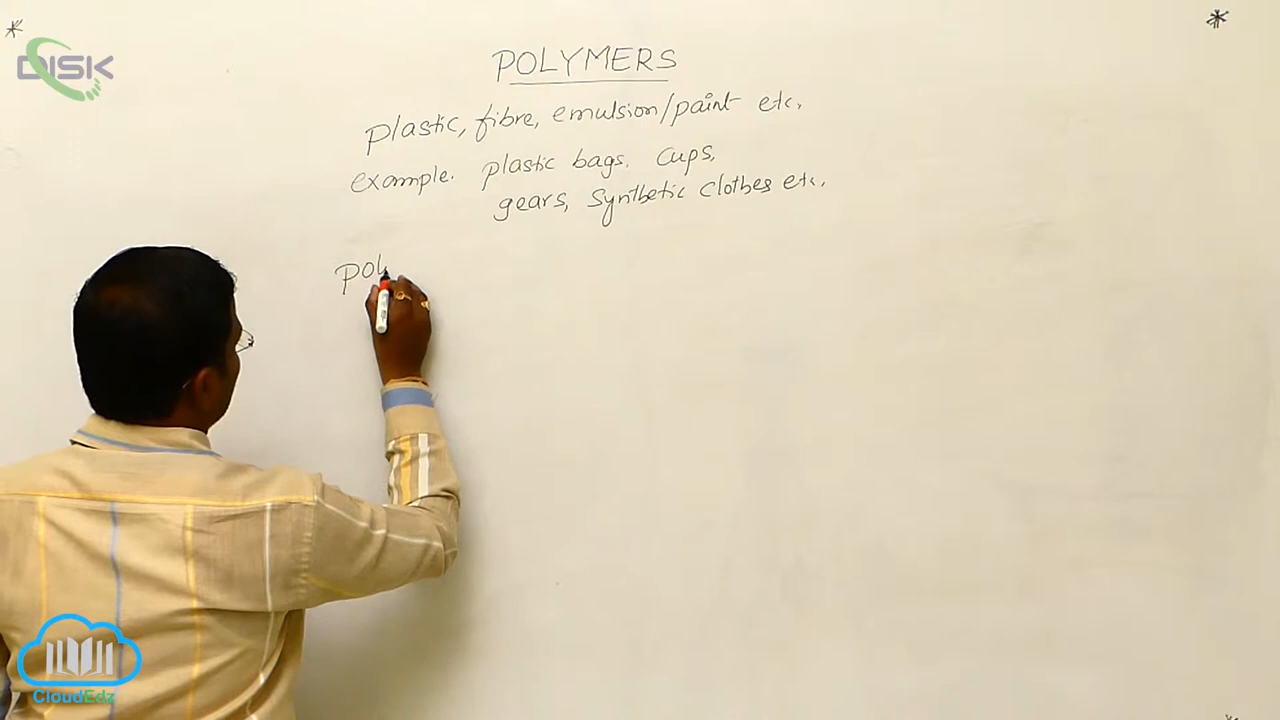 DISK
POLYMERS
plastic, fibre, emulsion/paint etc,
example. plastic bags. Cups,
gears, synthetic clothes etc.
pol
CloudEdz